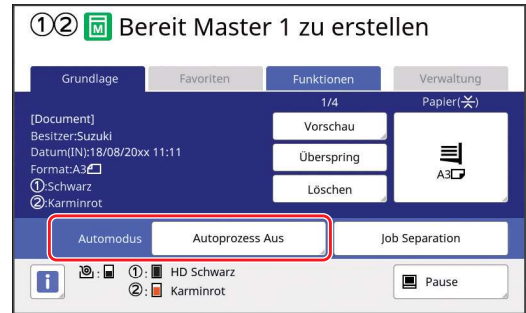 ①② M Bereit Master 1 zu erstellen
Grundlage Favoriten Funktionen Verwaltung
1/4 Papier(⚹)
[Document]
Besitzer:Suzuki
Datum(IN):18/08/20xx 11:11
Format:A3
①:Schwarz
②:Karminrot
Vorschau
Überspring
Löschen
A3
Automodus Autoprozess Aus Job Separation
i : ①: HD Schwarz
②: Karminrot
Pause